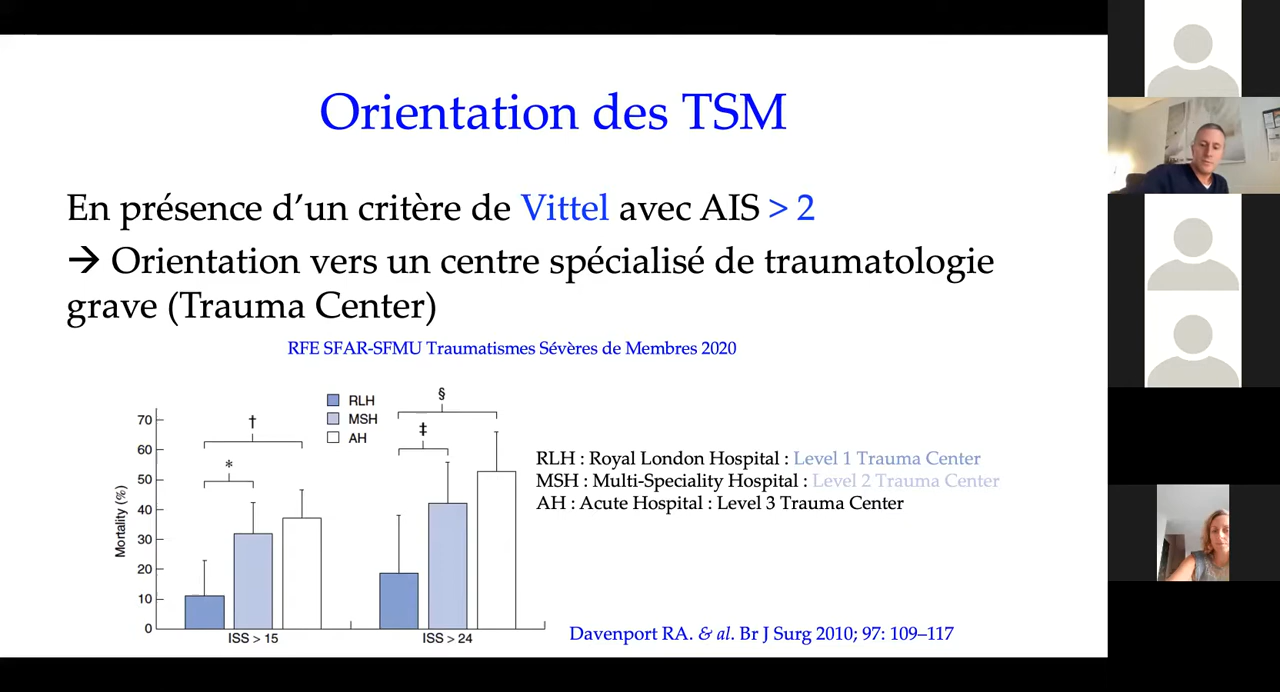 Orientation des TSM
En présence d’un critère de Vittel avec AIS > 2
→ Orientation vers un centre spécialisé de traumatologie
grave (Trauma Center)
RFE SFAR-SFMU Traumatismes Sévères de Membres 2020
RLH
MSH
AH
§
†
‡
*
Mortality (%)
70
60
50
40
30
20
10
0
ISS > 15
ISS > 24
RLH : Royal London Hospital : Level 1 Trauma Center
MSH : Multi-Speciality Hospital : Level 2 Trauma Center
AH : Acute Hospital : Level 3 Trauma Center
Davenport RA. & al. Br J Surg 2010; 97: 109–117